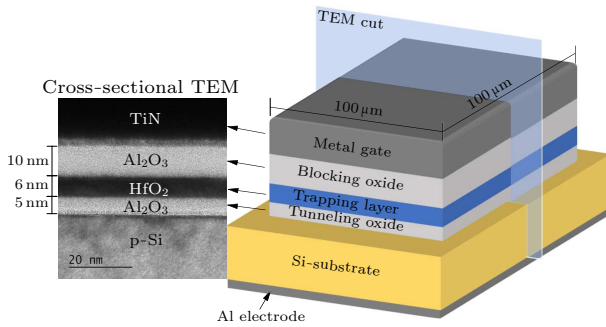 TEM cut
Cross-sectional TEM
TiN
10 nm
Al₂O₃
6 nm
HfO₂
5 nm
Al₂O₃
p-Si
20 nm
100 µm
100 µm
Metal gate
Blocking oxide
Trapping layer
Tunneling oxide
Si-substrate
Al electrode